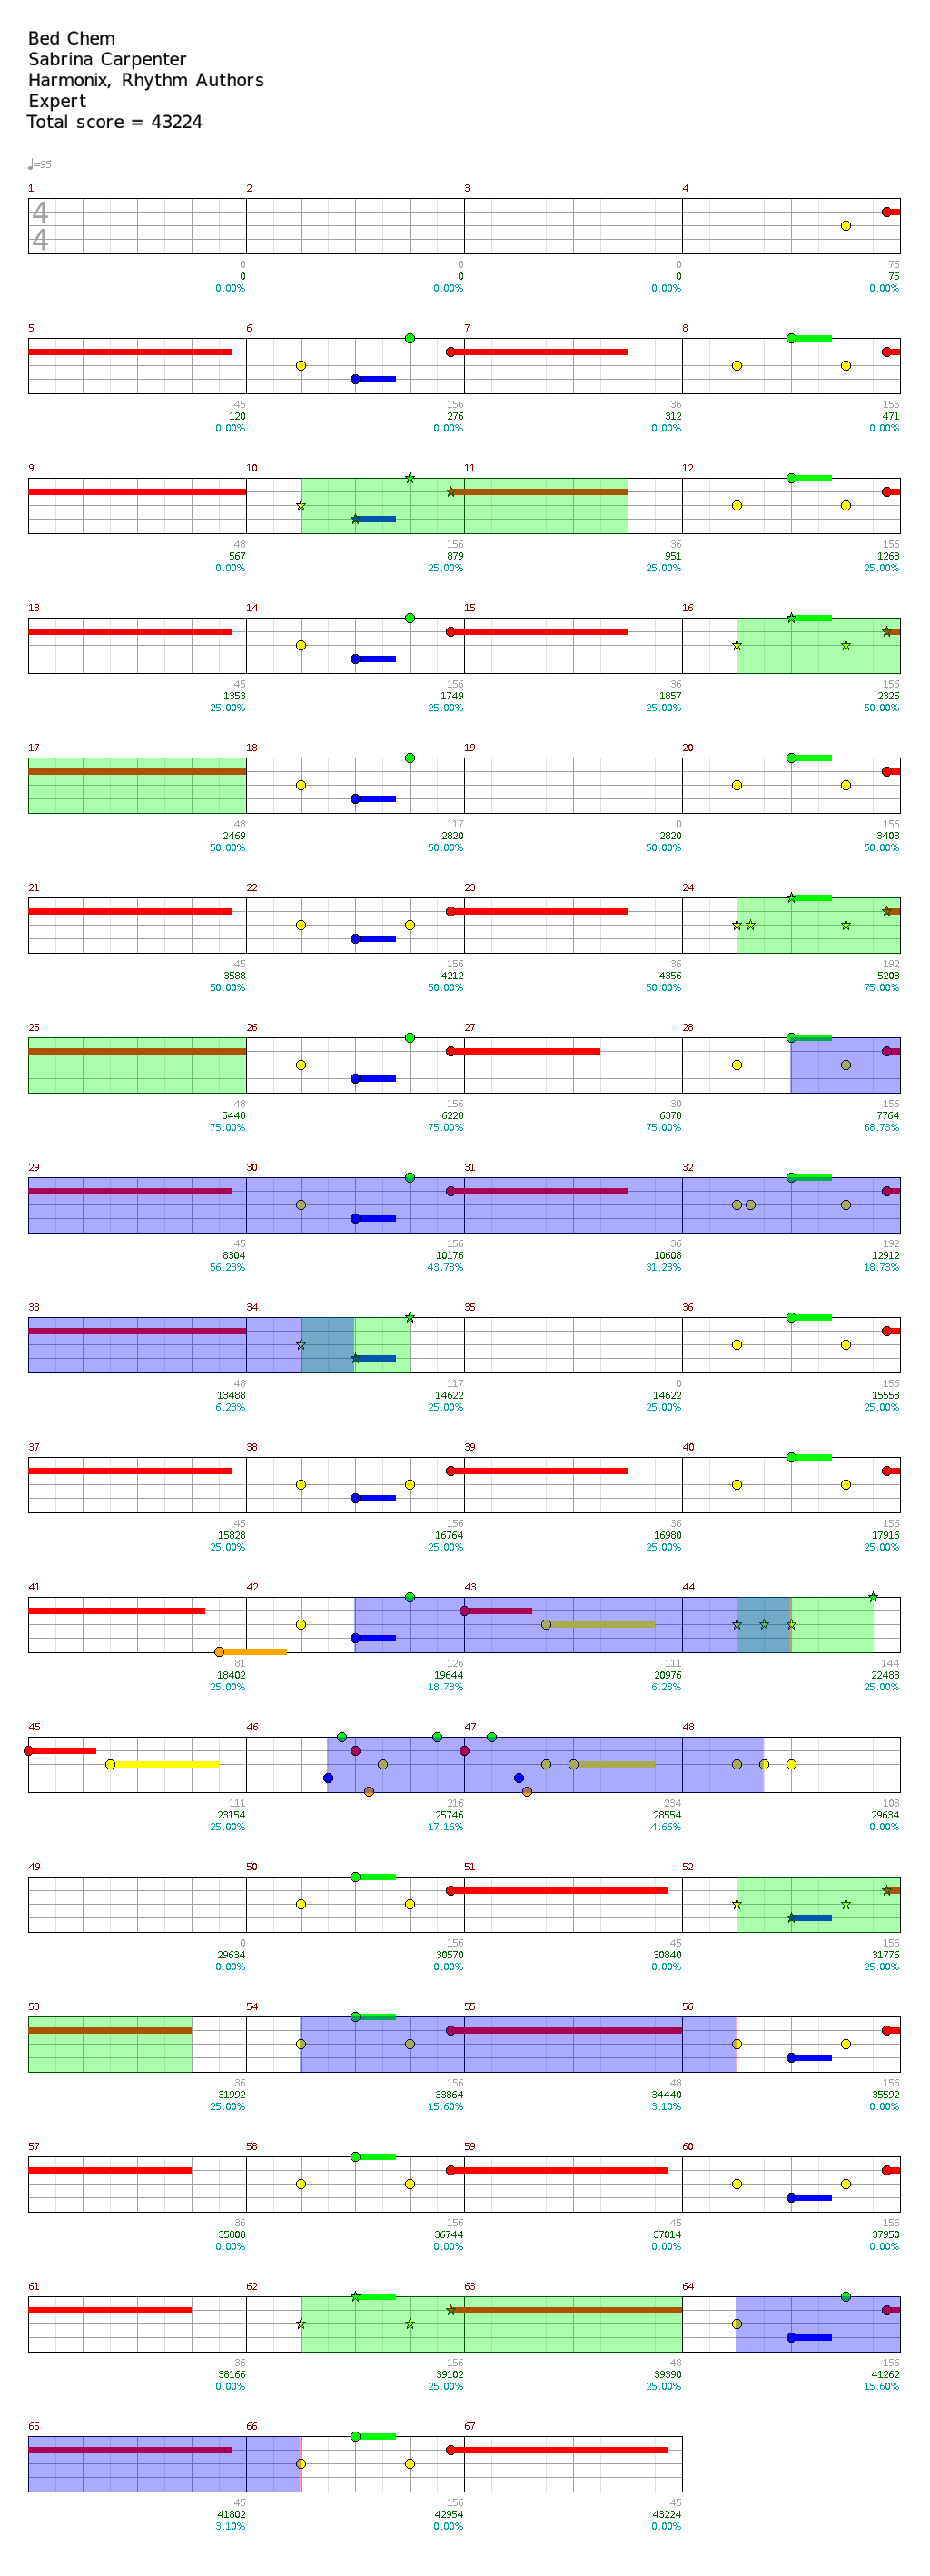 Bed Chem
Sabrina Carpenter
Harmonix, Rhythm Authors
Expert
Total score = 43224
♩=95
1 2 3 4
4
4
0 0 0 75
0 0 0 75
0.00% 0.00% 0.00% 0.00%
5 6 7 8
45 156 36 156
120 276 312 471
0.00% 0.00% 0.00% 0.00%
9 10 11 12
48 156 36 156
567 879 951 1263
0.00% 25.00% 25.00% 25.00%
13 14 15 16
45 156 36 156
1353 1749 1857 2325
25.00% 25.00% 25.00% 50.00%
17 18 19 20
48 117 0 156
2469 2820 2820 3408
50.00% 50.00% 50.00% 50.00%
21 22 23 24
45 156 36 192
3588 4212 4356 5208
50.00% 50.00% 50.00% 75.00%
25 26 27 28
48 156 30 156
5448 6228 6378 7764
75.00% 75.00% 75.00% 68.73%
29 30 31 32
45 156 36 192
8304 10176 10608 12912
56.23% 43.73% 31.23% 18.73%
33 34 35 36
48 117 0 156
13488 14622 14622 15558
6.23% 25.00% 25.00% 25.00%
37 38 39 40
45 156 36 156
15828 16764 16980 17916
25.00% 25.00% 25.00% 25.00%
41 42 43 44
81 126 111 144
18402 19644 20976 22488
25.00% 18.73% 6.23% 25.00%
45 46 47 48
111 216 234 108
23154 25746 28554 29634
25.00% 17.16% 4.66% 0.00%
49 50 51 52
0 156 45 156
29634 30570 30840 31776
0.00% 0.00% 0.00% 25.00%
53 54 55 56
36 156 48 156
31992 33864 34440 35592
25.00% 15.60% 3.10% 0.00%
57 58 59 60
36 156 45 156
35808 36744 37014 37950
0.00% 0.00% 0.00% 0.00%
61 62 63 64
36 156 48 156
38166 39102 39390 41262
0.00% 25.00% 25.00% 15.60%
65 66 67
45 156 45
41802 42954 43224
3.10% 0.00% 0.00%